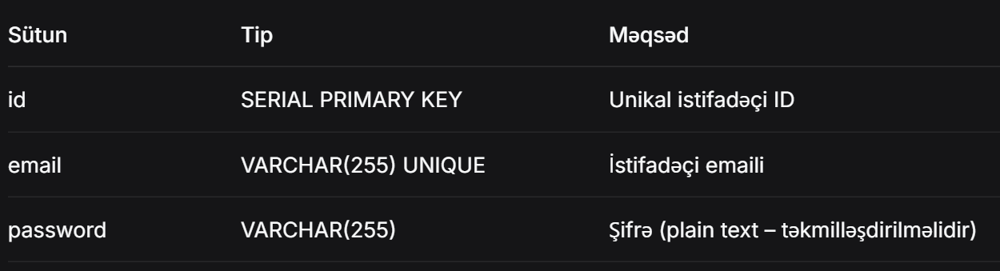 Sütun Tip Məqsəd
id SERIAL PRIMARY KEY Unikal istifadəçi ID
email VARCHAR(255) UNIQUE İstifadəçi emaili
password VARCHAR(255) Şifrə (plain text – təkmilləşdirilməlidir)